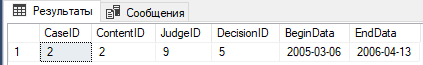 Результаты Сообщения
CaseID ContentID JudgeID DecisionID BeginData EndData
1 2 2 9 5 2005-03-06 2006-04-13